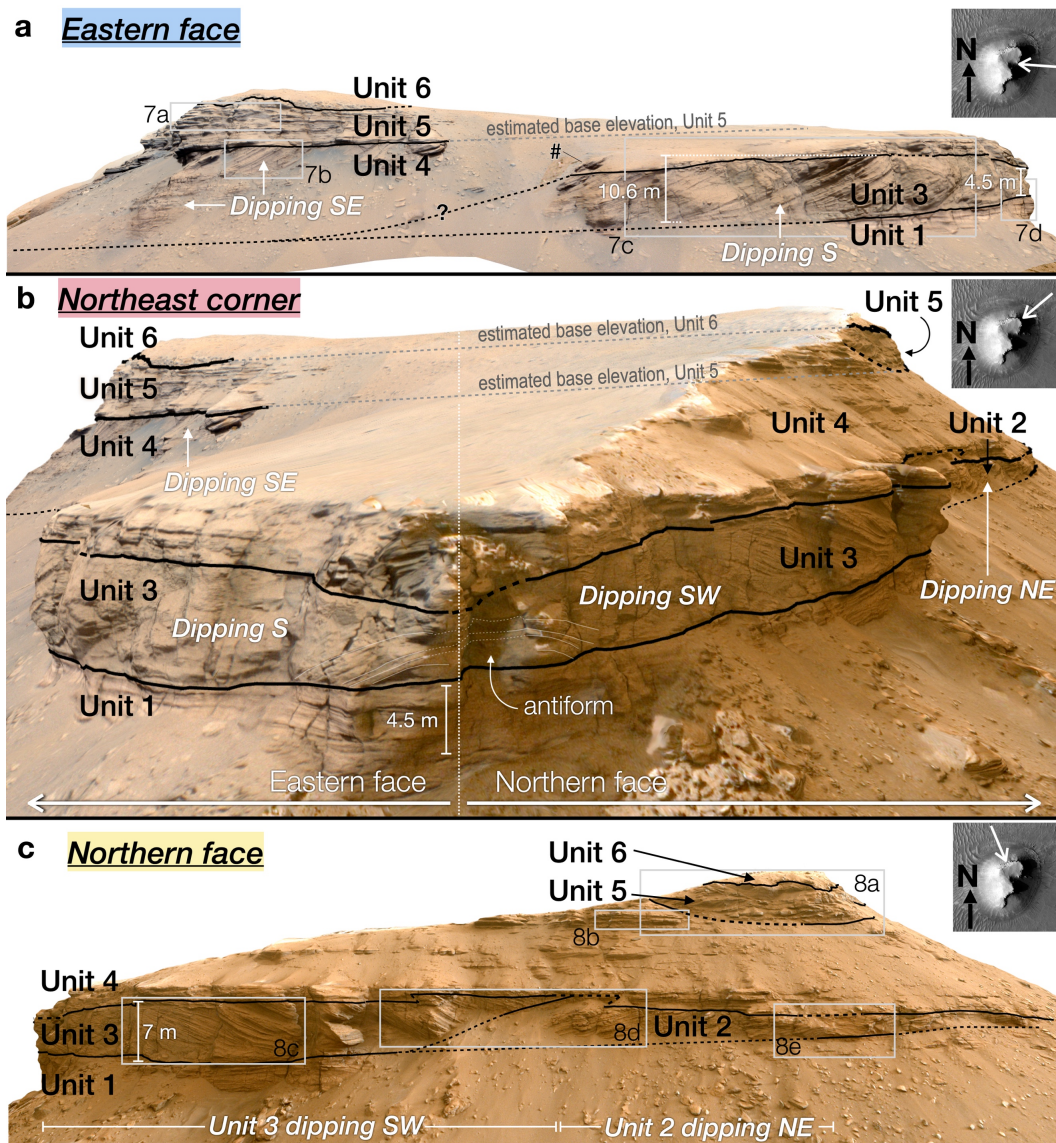 a Eastern face
N
Unit 6
7a
Unit 5
estimated base elevation, Unit 5
7b
Unit 4
#
Dipping SE
10.6 m
Unit 3
4.5 m
?
Unit 1
7c
Dipping S
7d
b Northeast corner
Unit 5
Unit 6
estimated base elevation, Unit 6
N
Unit 5
estimated base elevation, Unit 5
Unit 4
Unit 4
Unit 2
Dipping SE
Unit 3
Unit 3
Dipping SW
Dipping NE
Dipping S
Unit 1
4.5 m
antiform
Eastern face
Northern face
c Northern face
Unit 6
N
Unit 5
8a
8b
Unit 4
Unit 3
7 m
8c
8d
Unit 2
8e
Unit 1
Unit 3 dipping SW
Unit 2 dipping NE